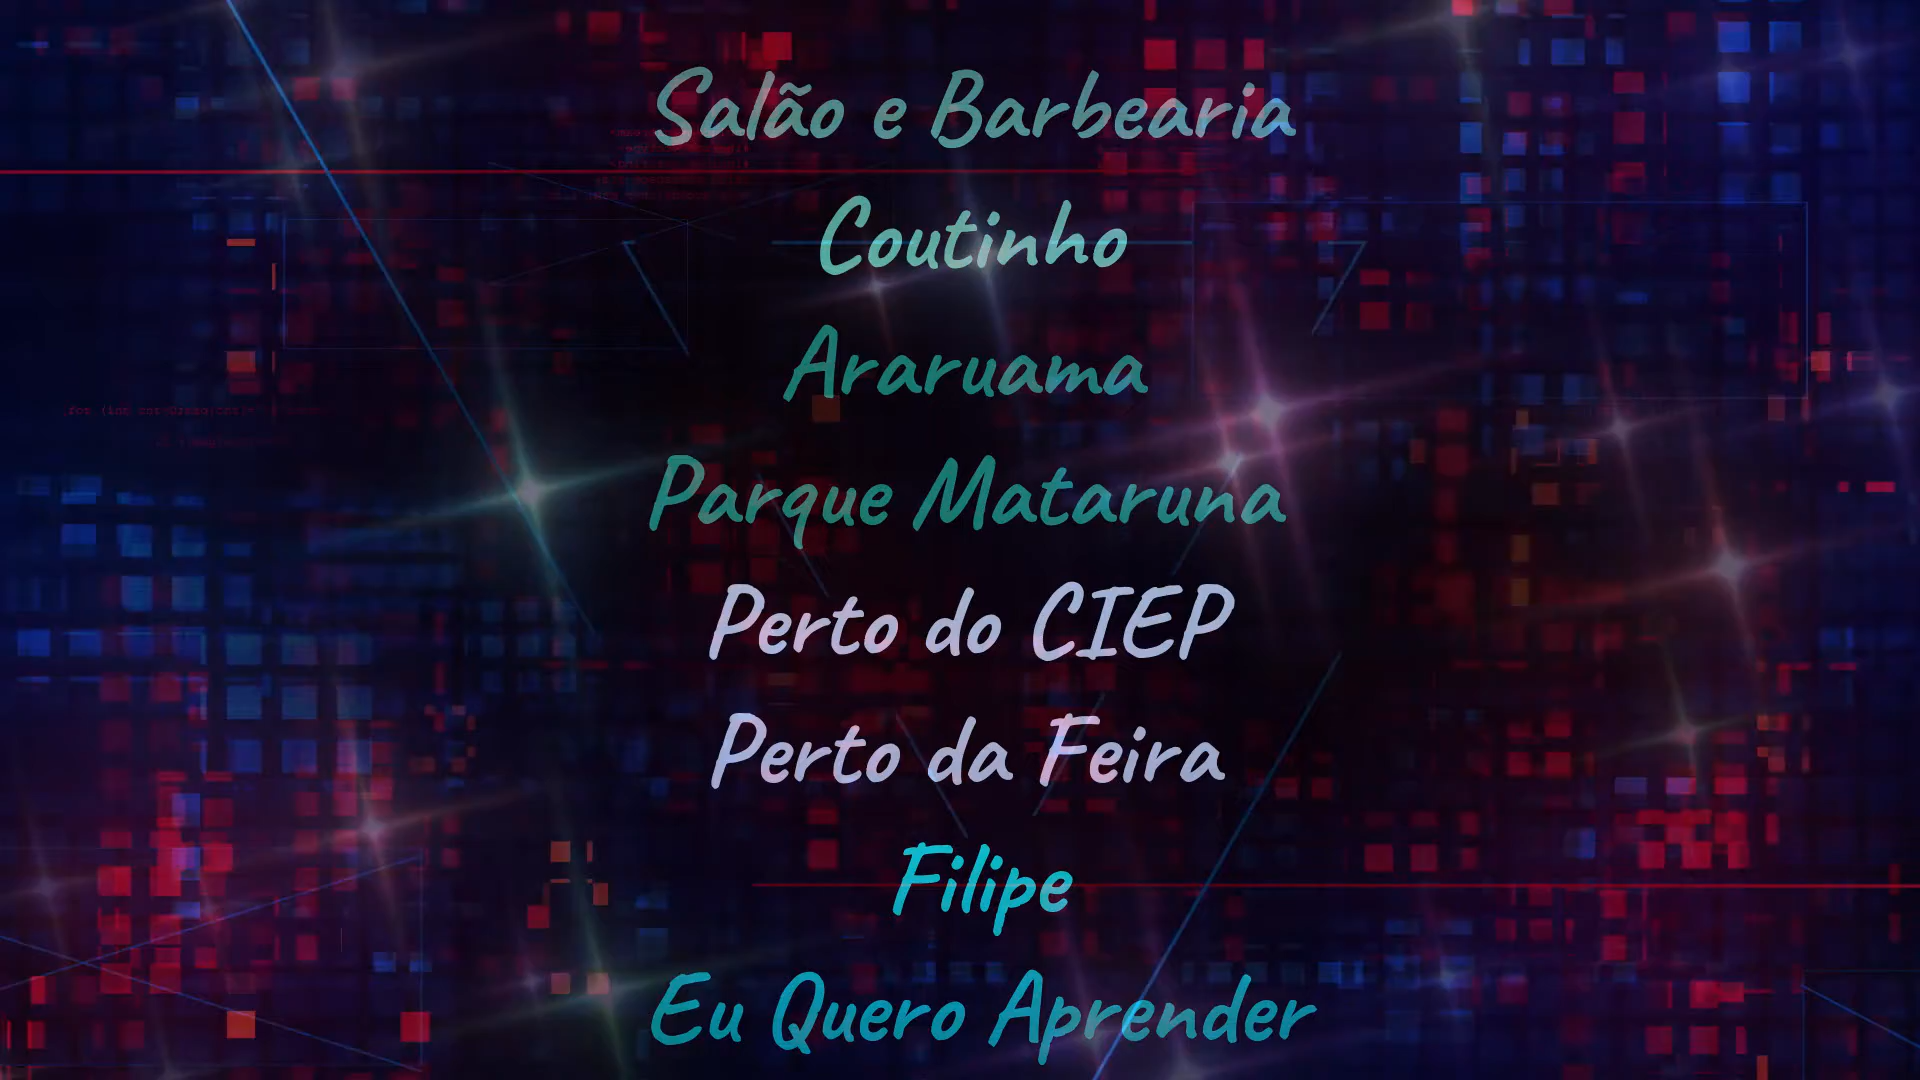 Salão e Barbearia
Coutinho
Araruama
Parque Mataruna
Perto do CIEP
Perto da Feira
Filipe
Eu Quero Aprender